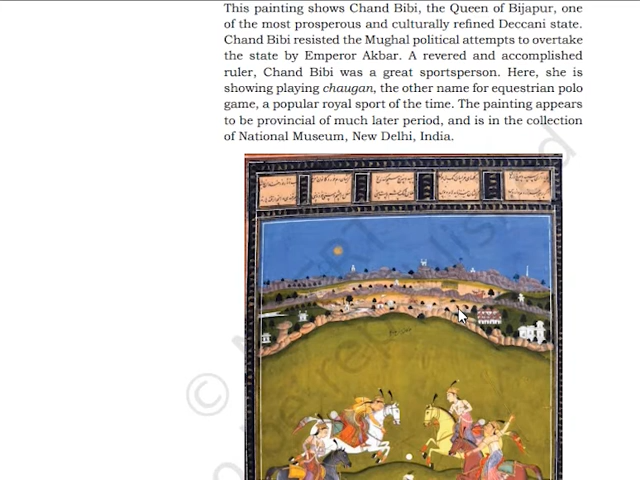 This painting shows Chand Bibi, the Queen of Bijapur, one
of the most prosperous and culturally refined Deccani state.
Chand Bibi resisted the Mughal political attempts to overtake
the state by Emperor Akbar. A revered and accomplished
ruler, Chand Bibi was a great sportsperson. Here, she is
showing playing chaugan, the other name for equestrian polo
game, a popular royal sport of the time. The painting appears
to be provincial of much later period, and is in the collection
of National Museum, New Delhi, India.